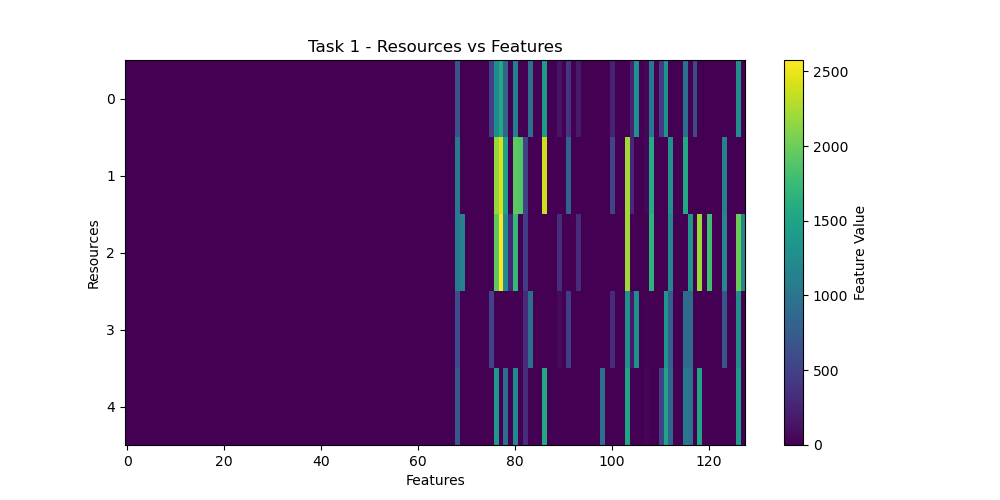 Task 1 - Resources vs Features
Resources
0
1
2
3
4
0 20 40 60 80 100 120
Features
2500
2000
1500
1000
500
0
Feature Value